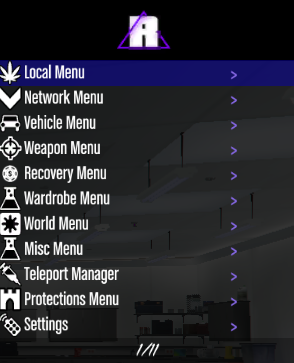 R
Local Menu >
Network Menu >
Vehicle Menu >
Weapon Menu >
Recovery Menu >
Wardrobe Menu >
World Menu >
Misc Menu >
Teleport Manager >
Protections Menu >
Settings >
1/11